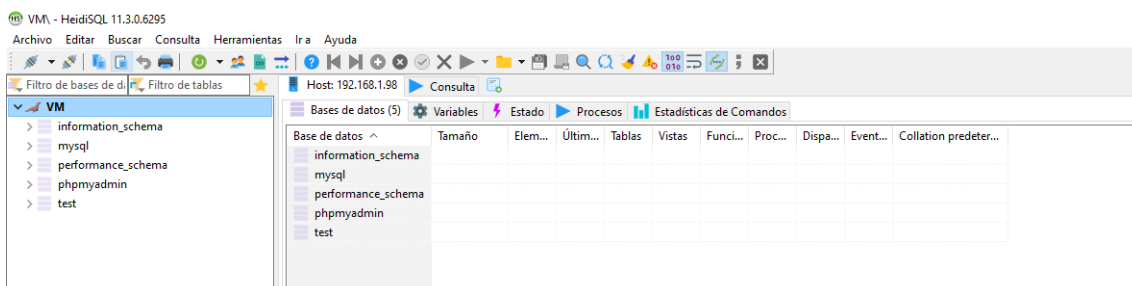 VM\ - HeidiSQL 11.3.0.6295
Archivo Editar Buscar Consulta Herramientas Ir a Ayuda
Filtro de bases de d Filtro de tablas Host: 192.168.1.98 Consulta
VM
information_schema
mysql
performance_schema
phpmyadmin
test
Bases de datos (5) Variables Estado Procesos Estadísticas de Comandos
Base de datos Tamaño Elem... Últim... Tablas Vistas Funci... Proc... Dispa... Event... Collation predeter...
information_schema
mysql
performance_schema
phpmyadmin
test